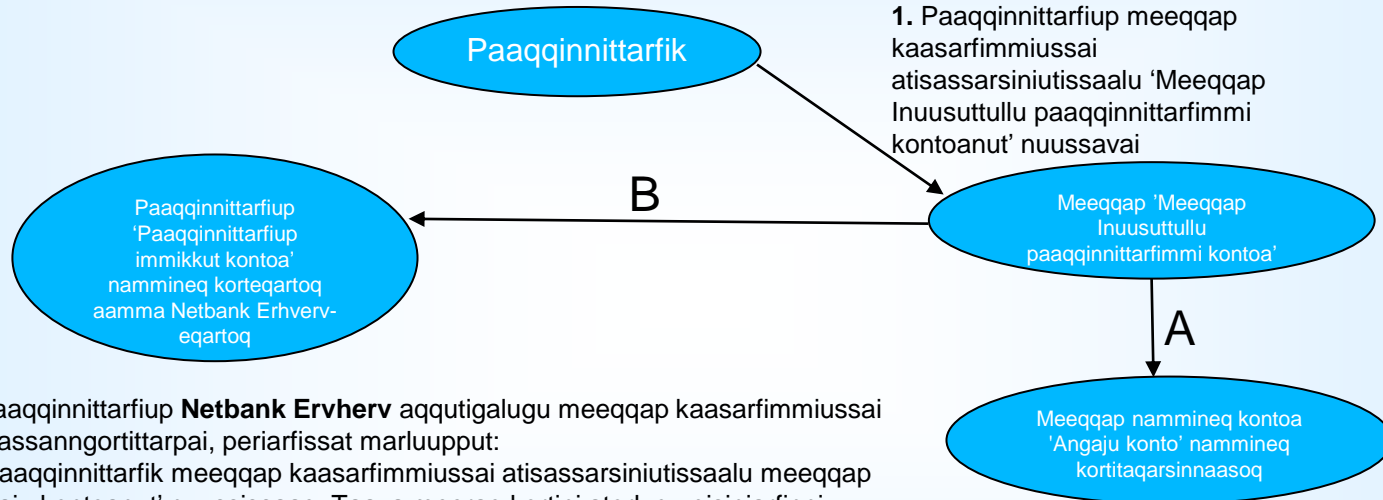 Paaqqinnittarfik
1. Paaqqinnittarfiup meeqqap
kaasarfimmiussai
atisassarsiniutissaalu ‘Meeqqap
Inuusuttullu paaqqinnittarfimmi
kontoanut’ nuussavai
B
Paaqqinnittarfiup
‘Paaqqinnittarfiup
immikkut kontoa’
nammineq korteqartoq
aamma Netbank Erhverv-
eqartoq
Meeqqap ’Meeqqap
Inuusuttullu
paaqqinnittarfimmi kontoa’
A
Meeqqap nammineq kontoa
'Angaju konto’ nammineq
kortitaqarsinnaasoq
aaqqinnittarfiup Netbank Ervherv aqqutigalugu meeqqap kaasarfimmiussai
assanngortittarpai, periarfissat marluupput:
aaqqinnittarfik meeqqap kaasarfimmiussai atisassarsiniutissaalu meeqqap